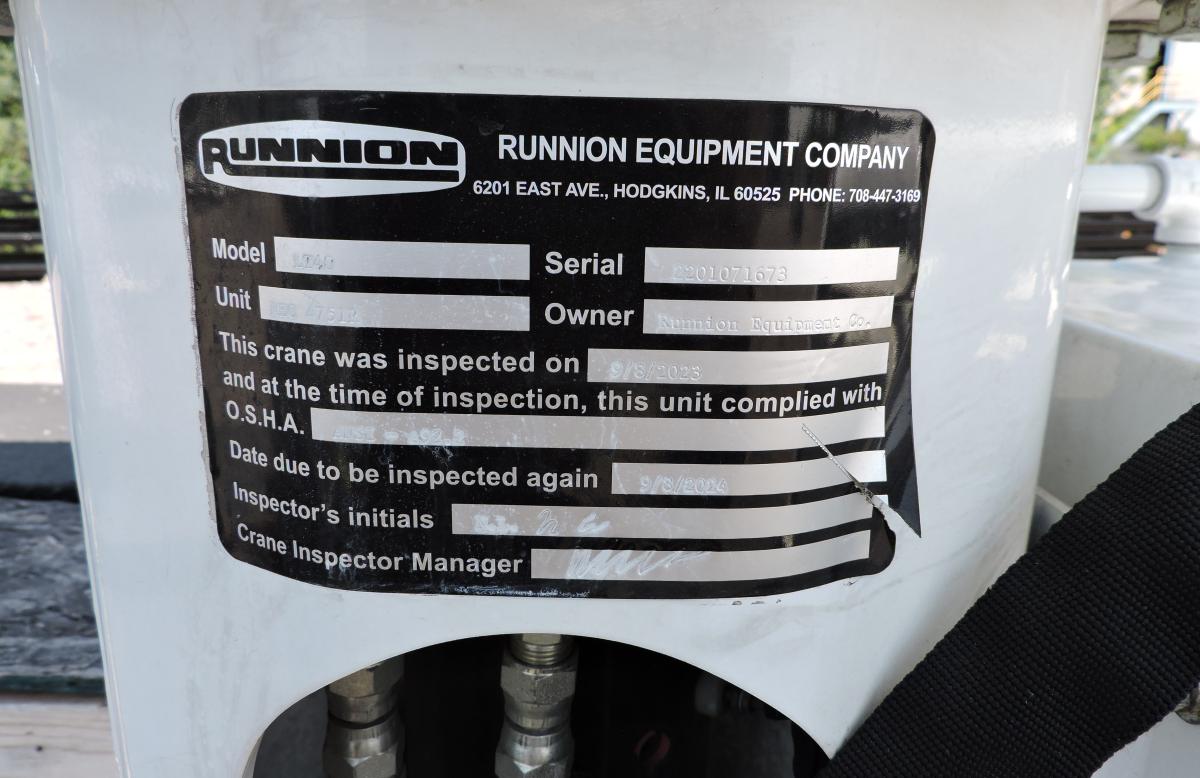 RUNNION RUNNION EQUIPMENT COMPANY
6201 EAST AVE., HODGKINS, IL 60525 PHONE: 708-447-3169
Model LT40 Serial 2201071673
Unit Owner Runnion Equipment Co.
This crane was inspected on 9/8/2023
and at the time of inspection, this unit complied with
O.S.H.A.
Date due to be inspected again 9/8/2024
Inspector's initials
Crane Inspector Manager